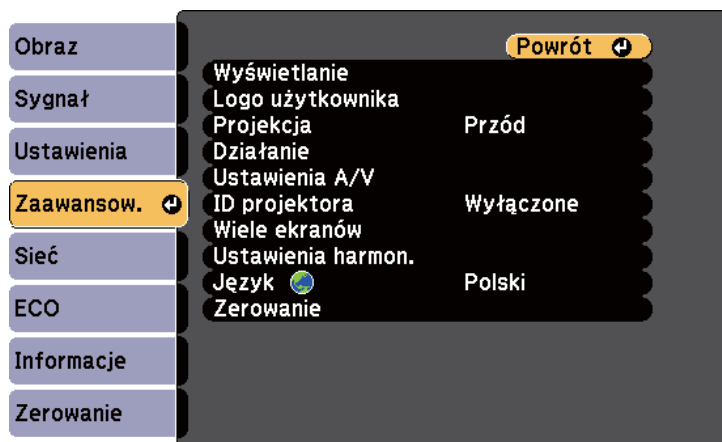 Obraz
Sygnał
Ustawienia
Zaawansow.
Sieć
ECO
Informacje
Zerowanie
Powrót
Wyświetlanie
Logo użytkownika
Projekcja Przód
Działanie
Ustawienia A/V
ID projektora Wyłączone
Wiele ekranów
Ustawienia harmon.
Język Polski
Zerowanie